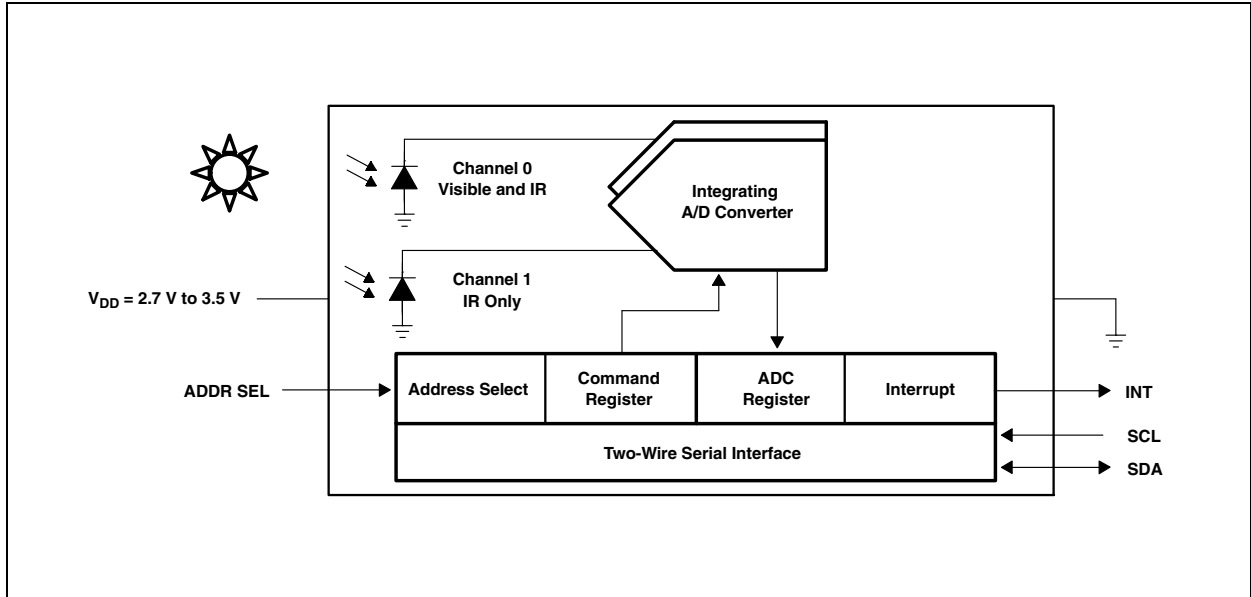 Channel 0
Visible and IR
Integrating
A/D Converter
Channel 1
IR Only
VDD = 2.7 V to 3.5 V
ADDR SEL
Address Select
Command
Register
ADC
Register
Interrupt
INT
Two-Wire Serial Interface
SCL
SDA